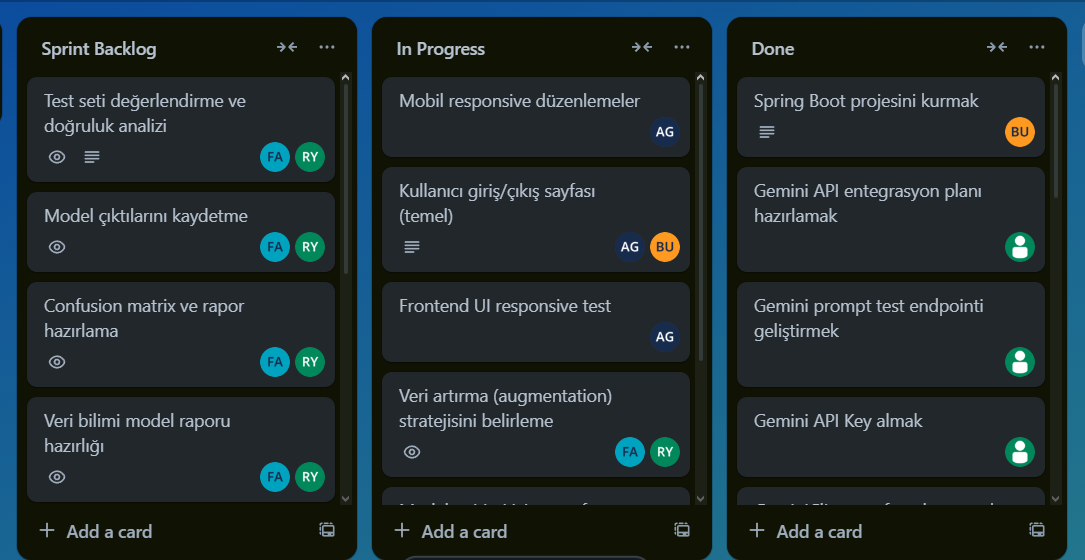 Sprint Backlog
Test seti değerlendirme ve
doğruluk analizi
FA RY
Model çıktılarını kaydetme
FA RY
Confusion matrix ve rapor
hazırlama
FA RY
Veri bilimi model raporu
hazırlığı
FA RY
+ Add a card
In Progress
Mobil responsive düzenlemeler
AG
Kullanıcı giriş/çıkış sayfası
(temel)
AG BU
Frontend UI responsive test
AG
Veri artırma (augmentation)
stratejisini belirleme
FA RY
+ Add a card
Done
Spring Boot projesini kurmak
BU
Gemini API entegrasyon planı
hazırlamak
Gemini prompt test endpointi
geliştirmek
Gemini API Key almak
+ Add a card